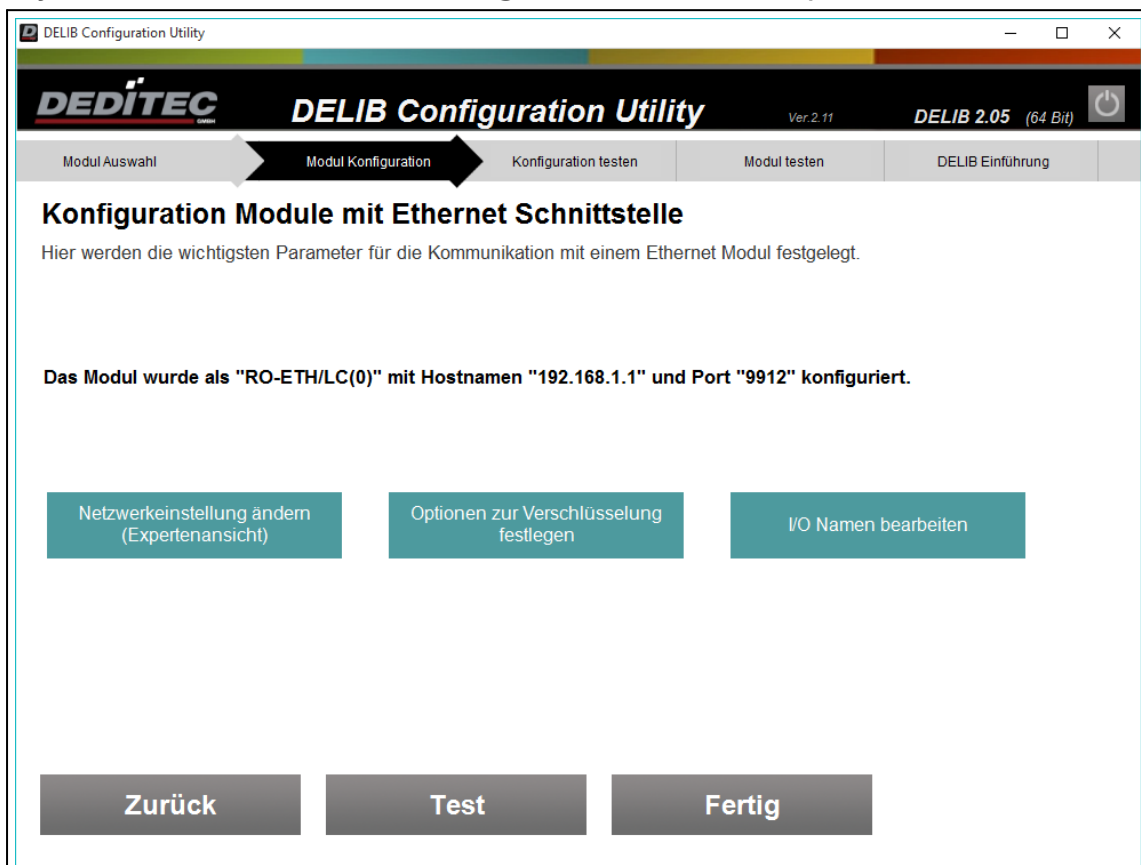 DELIB Configuration Utility
DEDITEC
GMBH
DELIB Configuration Utility
Ver.2.11
DELIB 2.05 (64 Bit)
Modul Auswahl
Modul Konfiguration
Konfiguration testen
Modul testen
DELIB Einführung
Konfiguration Module mit Ethernet Schnittstelle
Hier werden die wichtigsten Parameter für die Kommunikation mit einem Ethernet Modul festgelegt.
Das Modul wurde als "RO-ETH/LC(0)" mit Hostnamen "192.168.1.1" und Port "9912" konfiguriert.
Netzwerkeinstellung ändern
(Expertenansicht)
Optionen zur Verschlüsselung
festlegen
I/O Namen bearbeiten
Zurück
Test
Fertig